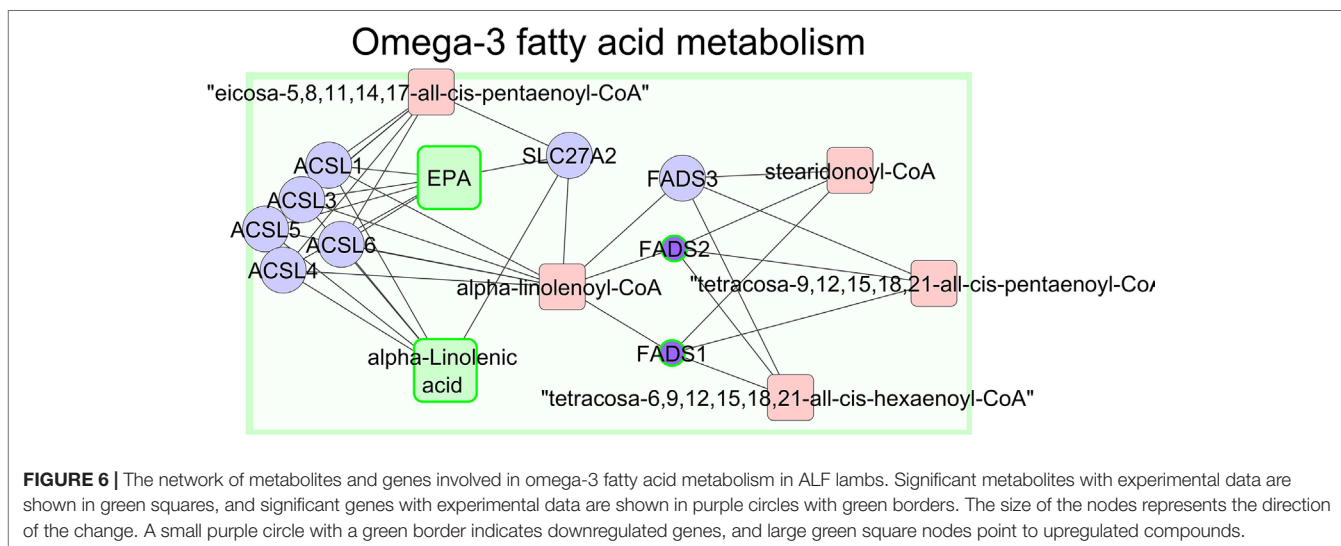 Omega-3 fatty acid metabolism
"eicosa-5,8,11,14,17-all-cis-pentaenoyl-CoA"
ACSL1
EPA
SLC27A2
FADS3
stearidonoyl-CoA
ACSL3
ACSL5
ACSL6
FADS2
ACSL4
alpha-linolenoyl-CoA
"tetracosa-9,12,15,18,21-all-cis-pentaenoyl-CoA
alpha-Linolenic
acid
FADS1
"tetracosa-6,9,12,15,18,21-all-cis-hexaenoyl-CoA"
FIGURE 6 | The network of metabolites and genes involved in omega-3 fatty acid metabolism in ALF lambs. Significant metabolites with experimental data are
shown in green squares, and significant genes with experimental data are shown in purple circles with green borders. The size of the nodes represents the direction
of the change. A small purple circle with a green border indicates downregulated genes, and large green square nodes point to upregulated compounds.